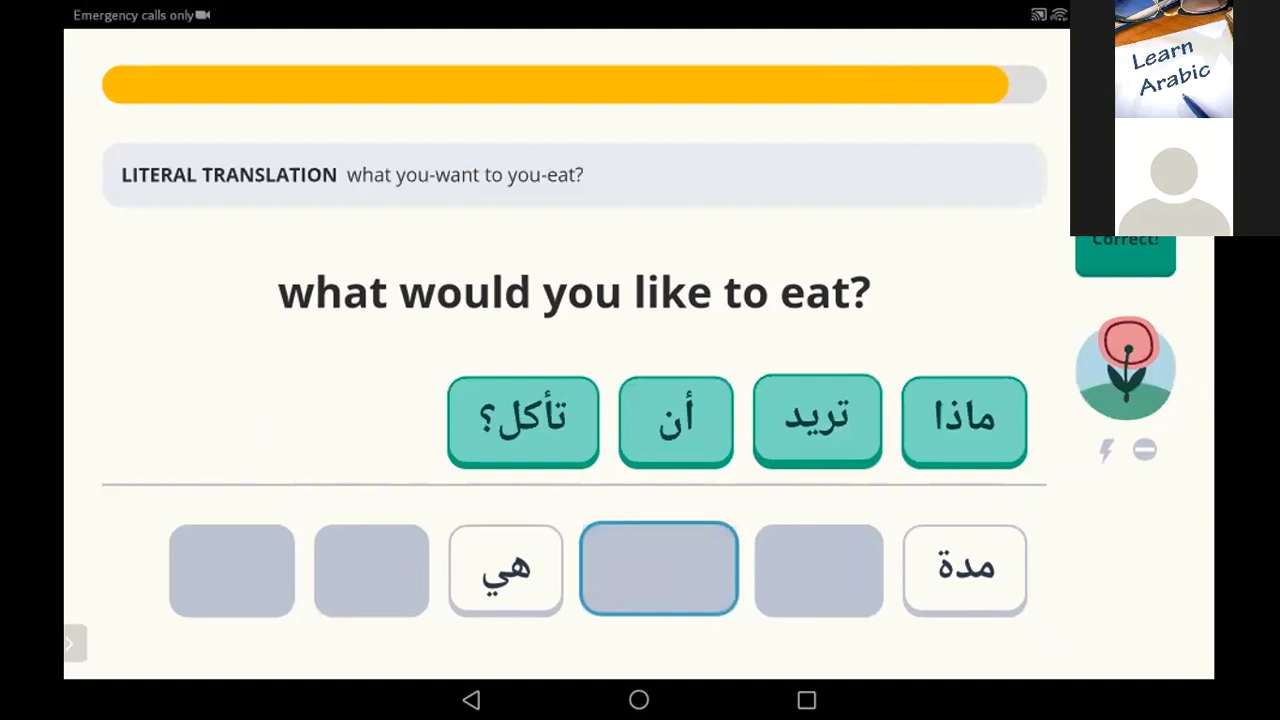 Emergency calls only
Learn
Arabic
LITERAL TRANSLATION what you-want to you-eat?
Correct!
what would you like to eat?
ماذا تريد أن تأكل؟
مدة هي